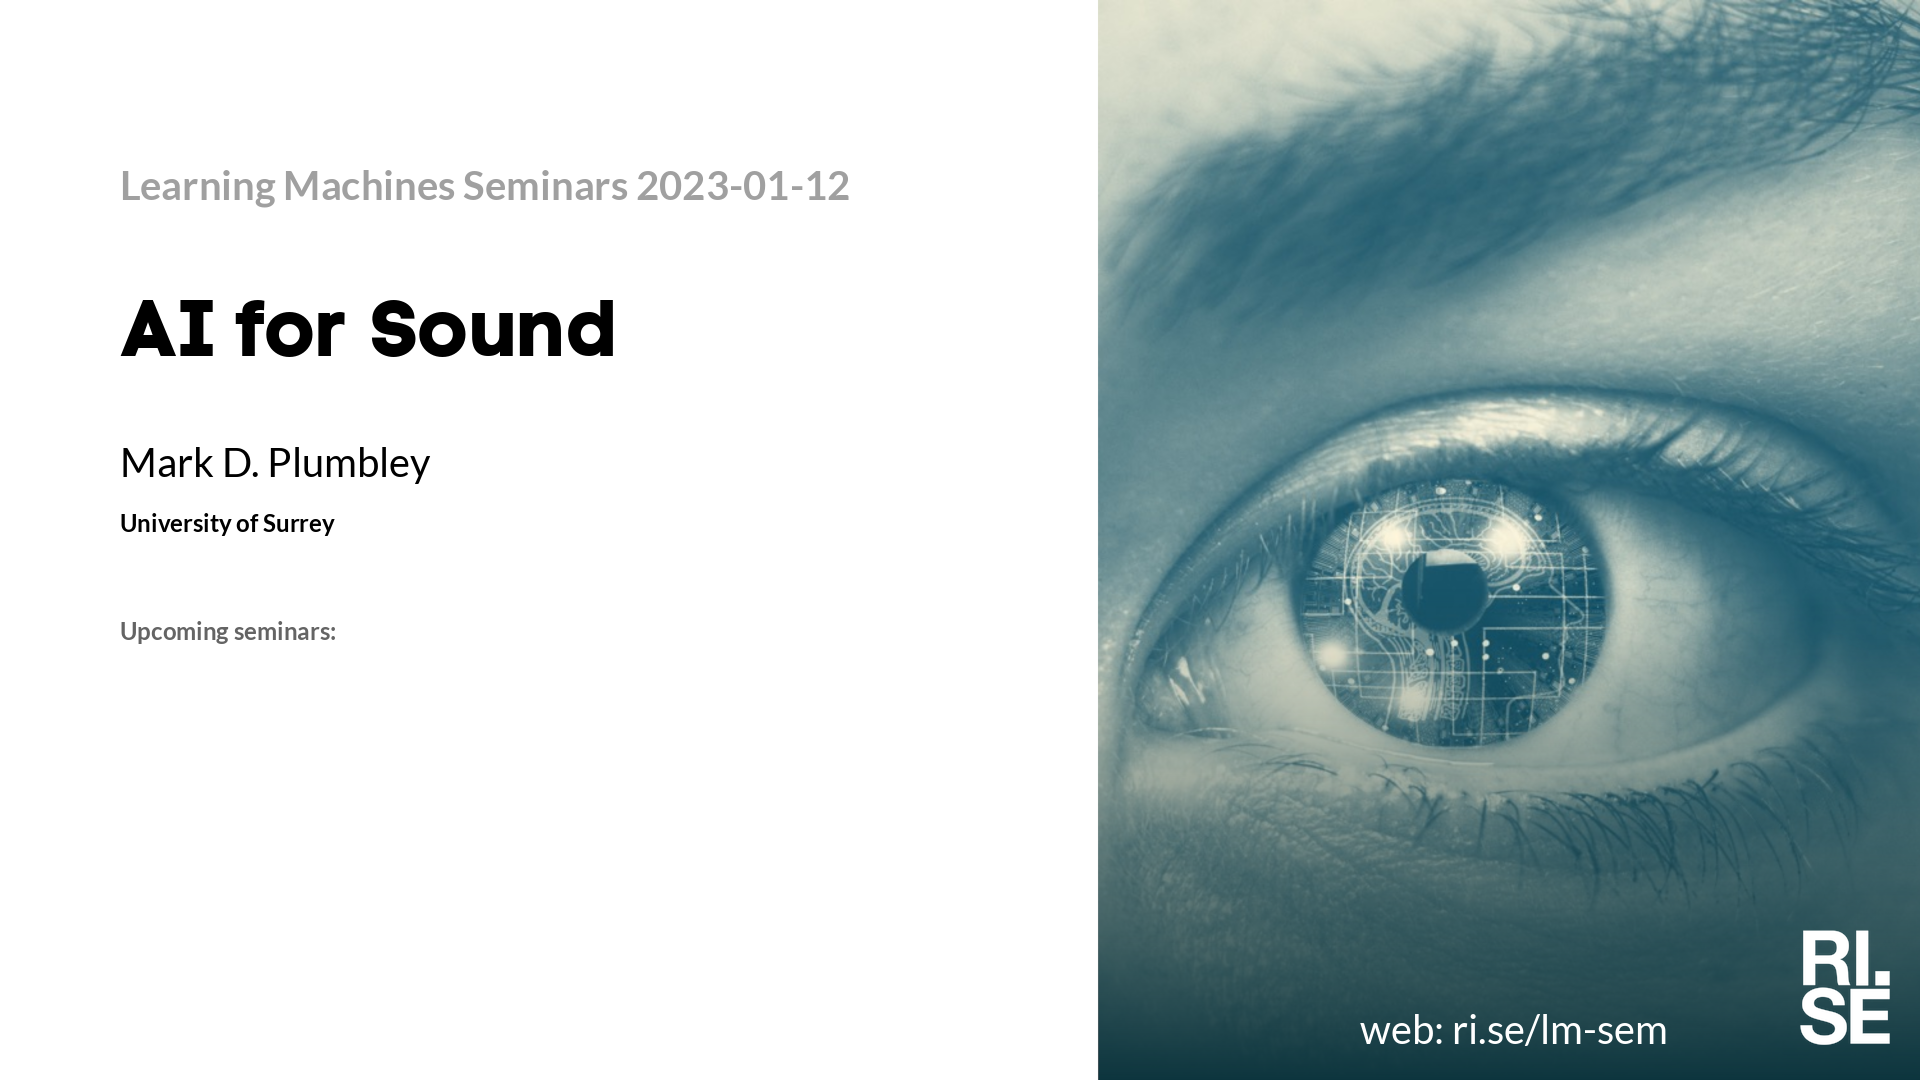 Learning Machines Seminars 2023-01-12
AI for Sound
Mark D. Plumbley
University of Surrey
Upcoming seminars:
web: ri.se/lm-sem
RI.
SE